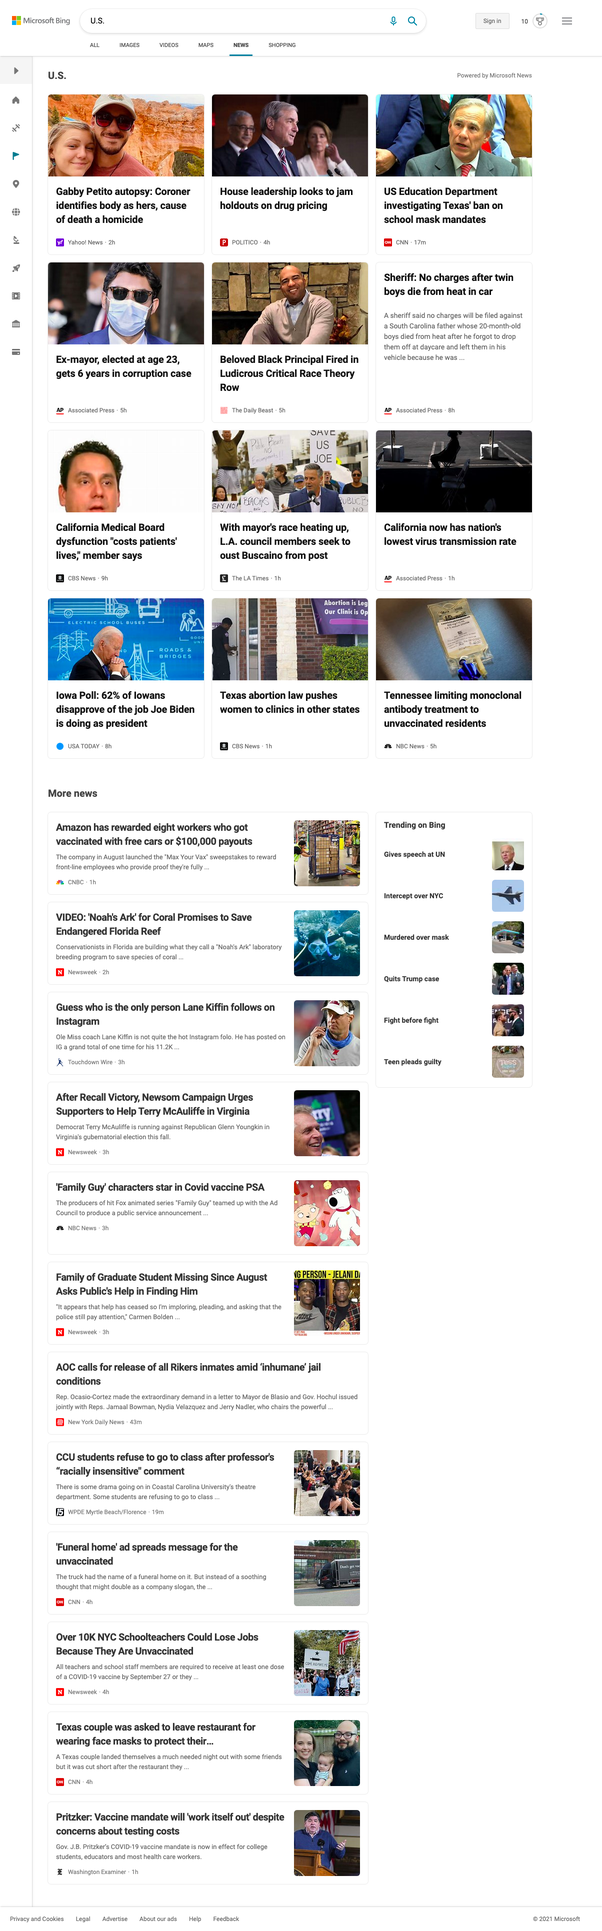 Microsoft Bing
U.S.
Sign in
10
ALL IMAGES VIDEOS MAPS NEWS SHOPPING
U.S.
Powered by Microsoft News
Gabby Petito autopsy: Coroner
identifies body as hers, cause
of death a homicide
Yahoo! News · 2h
House leadership looks to jam
holdouts on drug pricing
POLITICO · 4h
US Education Department
investigating Texas' ban on
school mask mandates
CNN · 17m
Ex-mayor, elected at age 23,
gets 6 years in corruption case
AP Associated Press · 5h
Beloved Black Principal Fired in
Ludicrous Critical Race Theory
Row
The Daily Beast · 5h
Sheriff: No charges after twin
boys die from heat in car
A sheriff said no charges will be filed against
a South Carolina father whose 20-month-old
boys died from heat after he forgot to drop
them off at daycare and left them in his
vehicle because he was ...
AP Associated Press · 8h
California Medical Board
dysfunction "costs patients'
lives," member says
CBS News · 9h
SAVE
US
JOE
With mayor's race heating up,
L.A. council members seek to
oust Buscaino from post
The LA Times · 1h
California now has nation's
lowest virus transmission rate
AP Associated Press · 1h
ELECTRIC SCHOOL BUSES
ROADS &
BRIDGES
Iowa Poll: 62% of Iowans
disapprove of the job Joe Biden
is doing as president
USA TODAY · 8h
Abortion is Leg
Our Clinic is Op
Texas abortion law pushes
women to clinics in other states
CBS News · 1h
Tennessee limiting monoclonal
antibody treatment to
unvaccinated residents
NBC News · 5h
More news
Amazon has rewarded eight workers who got
vaccinated with free cars or $100,000 payouts
The company in August launched the "Max Your Vax" sweepstakes to reward
front-line employees who provide proof they're fully ...
CNBC · 1h
VIDEO: 'Noah's Ark' for Coral Promises to Save
Endangered Florida Reef
Conservationists in Florida are building what they call a "Noah's Ark" laboratory
breeding program to save species of coral ...
N Newsweek · 2h
Guess who is the only person Lane Kiffin follows on
Instagram
Ole Miss coach Lane Kiffin is not quite the hot Instagram folo. He has posted on
IG a grand total of one time for his 11.2K ...
Touchdown Wire · 3h
After Recall Victory, Newsom Campaign Urges
Supporters to Help Terry McAuliffe in Virginia
Democrat Terry McAuliffe is running against Republican Glenn Youngkin in
Virginia's gubernatorial election this fall.
N Newsweek · 3h
'Family Guy' characters star in Covid vaccine PSA
The producers of hit Fox animated series "Family Guy" teamed up with the Ad
Council to produce a public service announcement ...
NBC News · 3h
Family of Graduate Student Missing Since August
Asks Public's Help in Finding Him
"It appears that help has ceased so I'm imploring, pleading, and asking that the
police still pay attention," Carmen Bolden ...
N Newsweek · 3h
NG PERSON - JELANI DA
AOC calls for release of all Rikers inmates amid 'inhumane' jail
conditions
Rep. Ocasio-Cortez made the extraordinary demand in a letter to Mayor de Blasio and Gov. Hochul issued
jointly with Reps. Jamaal Bowman, Nydia Velazquez and Jerry Nadler, who chairs the powerful ...
New York Daily News · 43m
CCU students refuse to go to class after professor's
"racially insensitive" comment
There is some drama going on in Coastal Carolina University's theatre
department. Some students are refusing to go to class ...
WPDE Myrtle Beach/Florence · 19m
'Funeral home' ad spreads message for the
unvaccinated
The truck had the name of a funeral home on it. But instead of a soothing
thought that might double as a company slogan, the ...
CNN · 4h
Over 10K NYC Schoolteachers Could Lose Jobs
Because They Are Unvaccinated
All teachers and school staff members are required to receive at least one dose
of a COVID-19 vaccine by September 27 or they ...
N Newsweek · 4h
Texas couple was asked to leave restaurant for
wearing face masks to protect their...
A Texas couple landed themselves a much needed night out with some friends
but it was cut short after the restaurant they ...
CNN · 4h
Pritzker: Vaccine mandate will 'work itself out' despite
concerns about testing costs
Gov. J.B. Pritzker's COVID-19 vaccine mandate is now in effect for college
students, educators and most health care workers.
Washington Examiner · 1h
Trending on Bing
Gives speech at UN
Intercept over NYC
Murdered over mask
Quits Trump case
Fight before fight
Teen pleads guilty
Privacy and Cookies Legal Advertise About our ads Help Feedback
© 2021 Microsoft